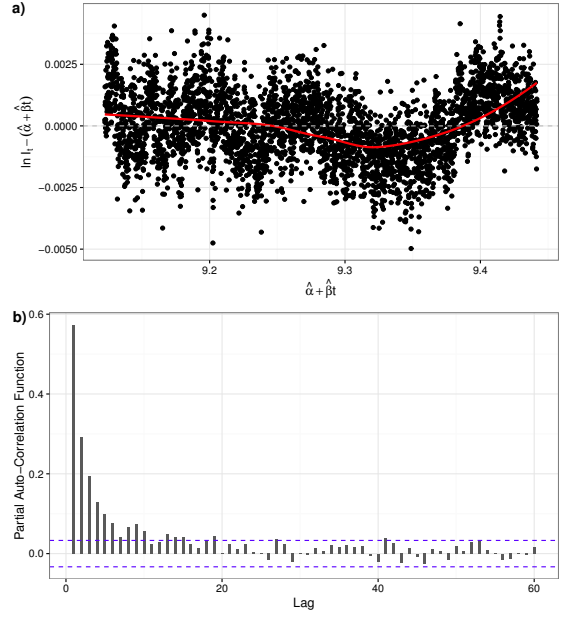 a)
ln Iₜ − (α̂ + β̂t)
0.0025
0.0000
−0.0025
−0.0050
9.2 9.3 9.4
α̂ + β̂t
b)
Partial Auto−Correlation Function
0.6
0.4
0.2
0.0
0 20 40 60
Lag